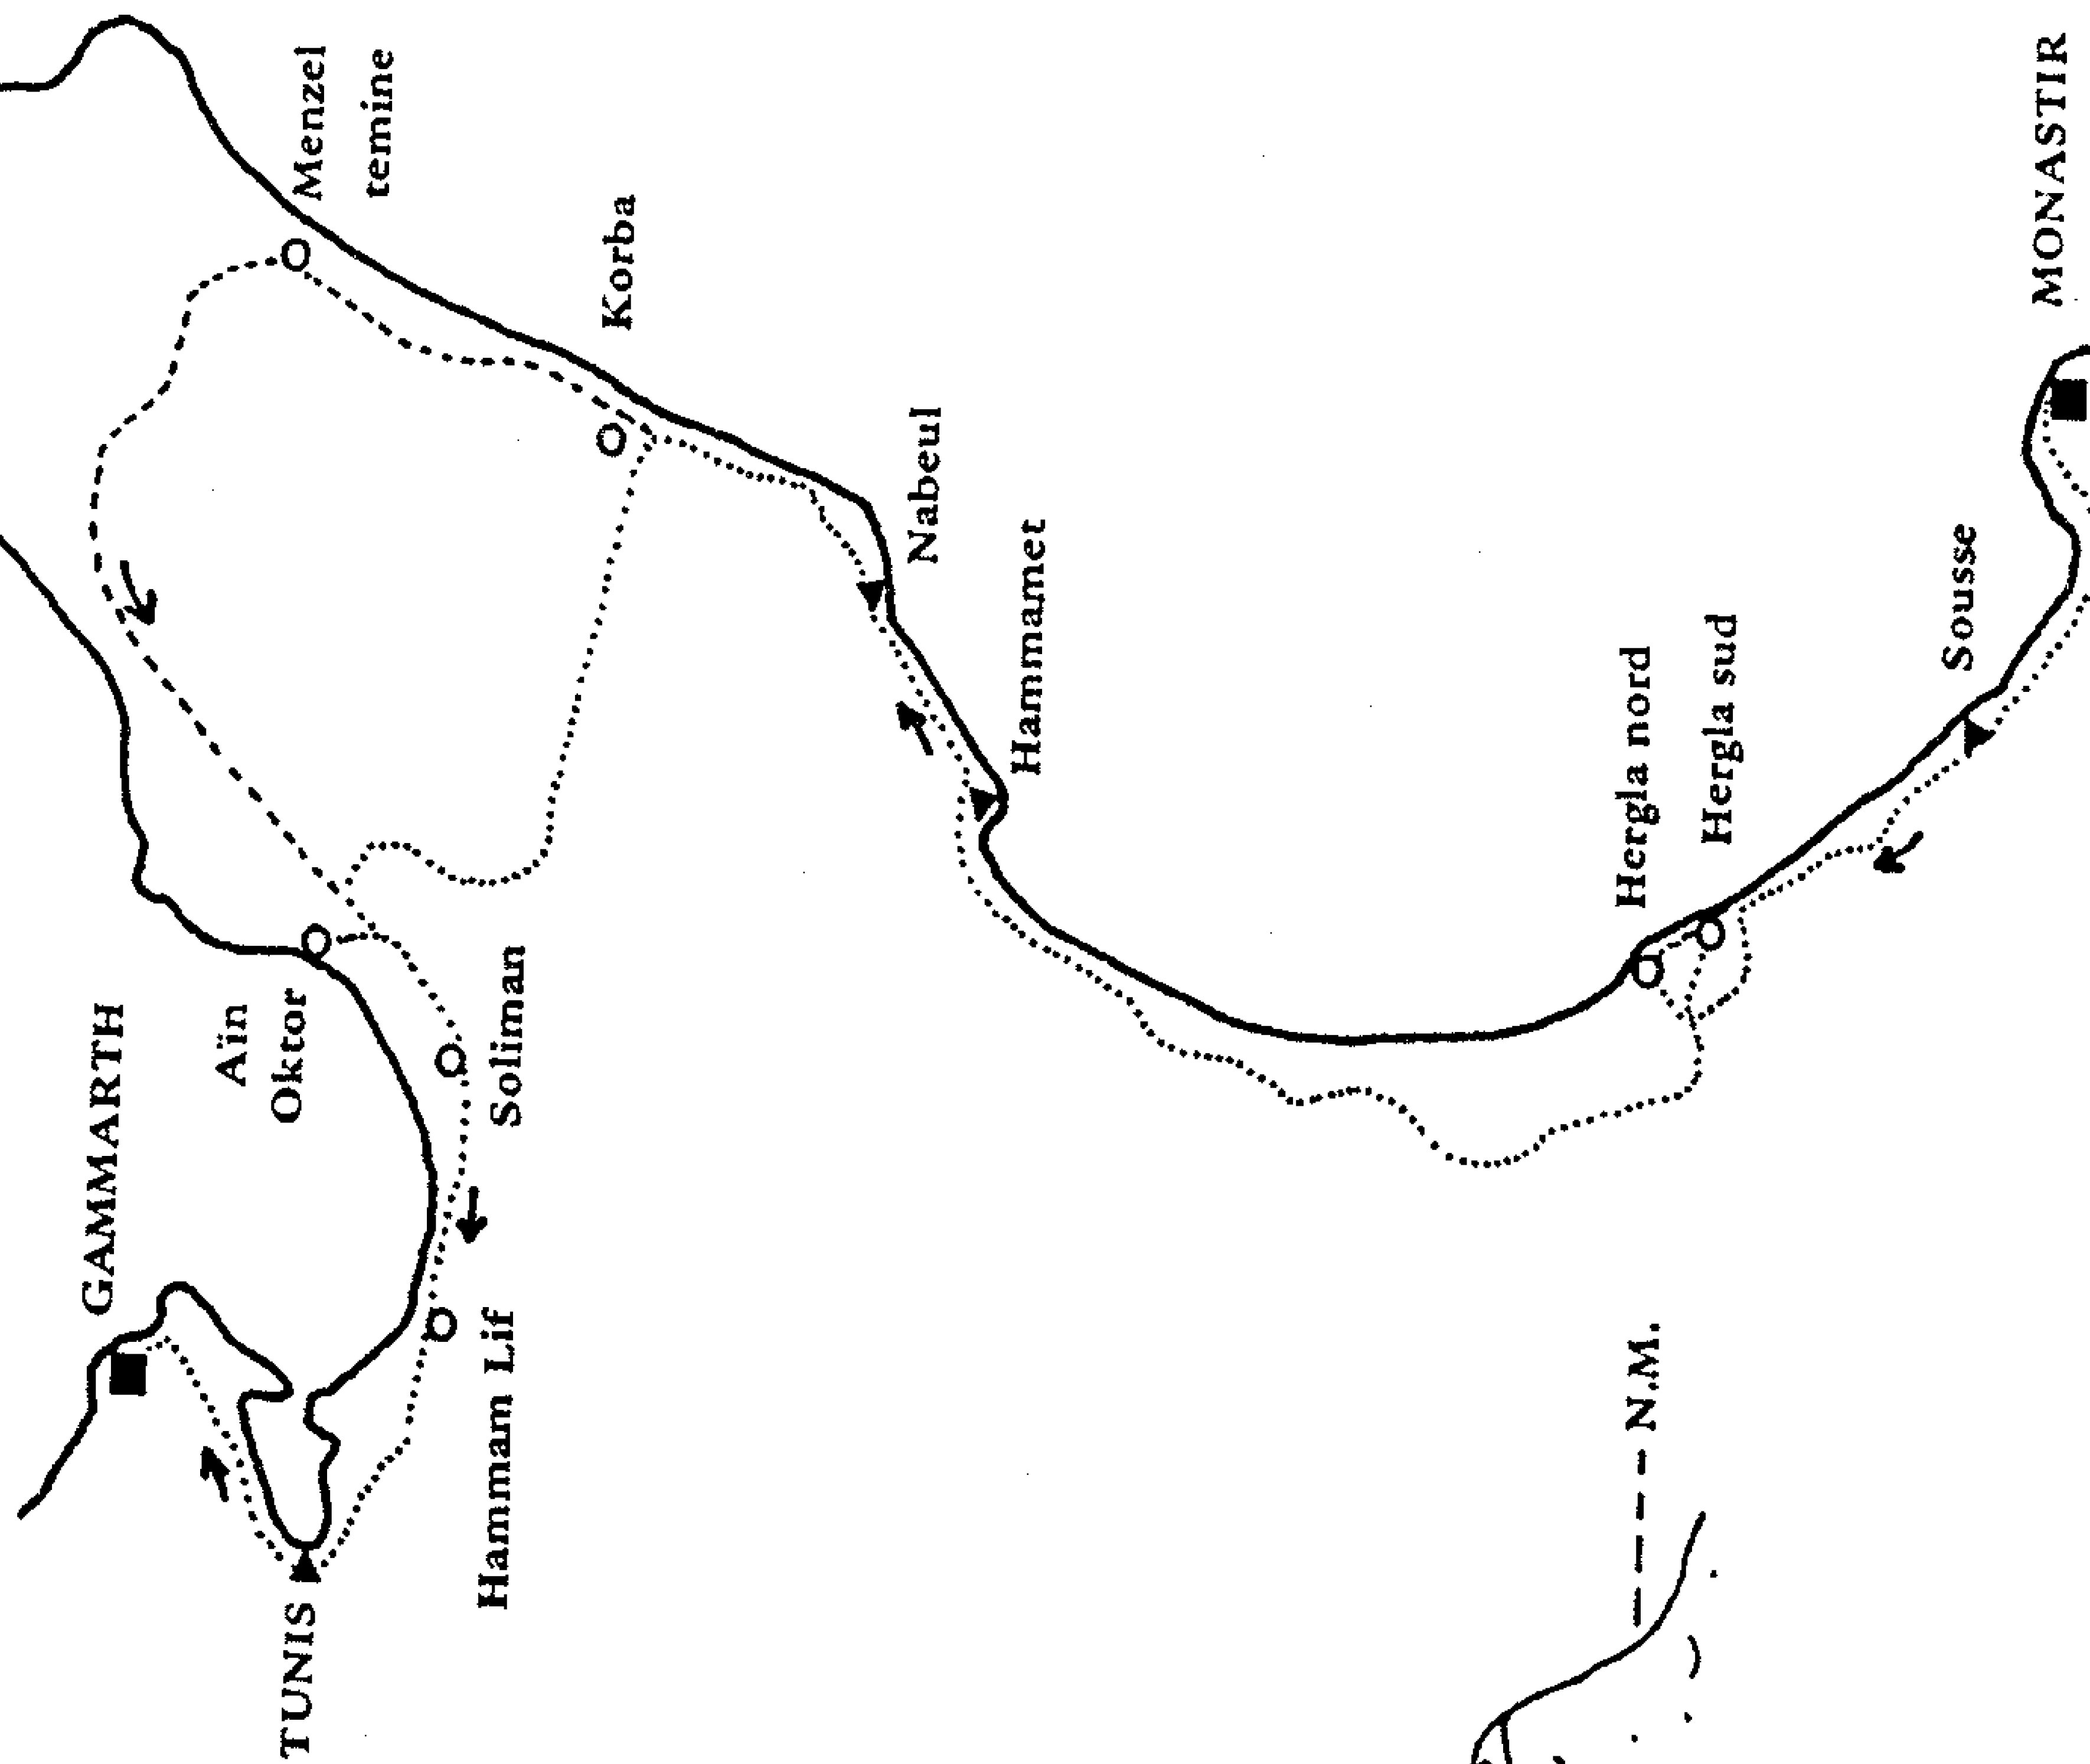 GAMMARTH
TUNIS
Aïn
Oktor
Menzel
temine
Hammam Lif
Soliman
Korba
Nabeul
Hammamet
Hergla nord
Hergla sud
N.M.
Sousse
MONASTIR